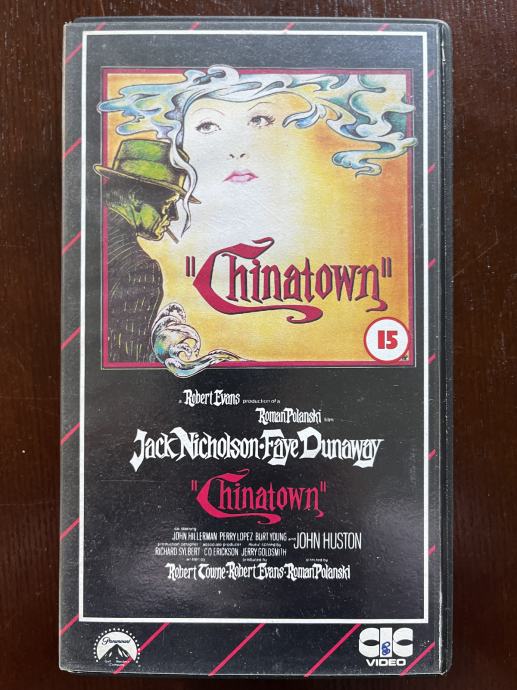 "Chinatown"
15
a Robert Evans production of a
Roman Polanski film
Jack Nicholson·Faye Dunaway
"Chinatown"
co-starring
JOHN HILLERMAN PERRY LOPEZ BURT YOUNG and JOHN HUSTON
production designer associate producer music scored by
RICHARD SYLBERT C.O. ERICKSON JERRY GOLDSMITH
written by produced by directed by
Robert Towne·Robert Evans·Roman Polanski
Paramount
CIC
VIDEO